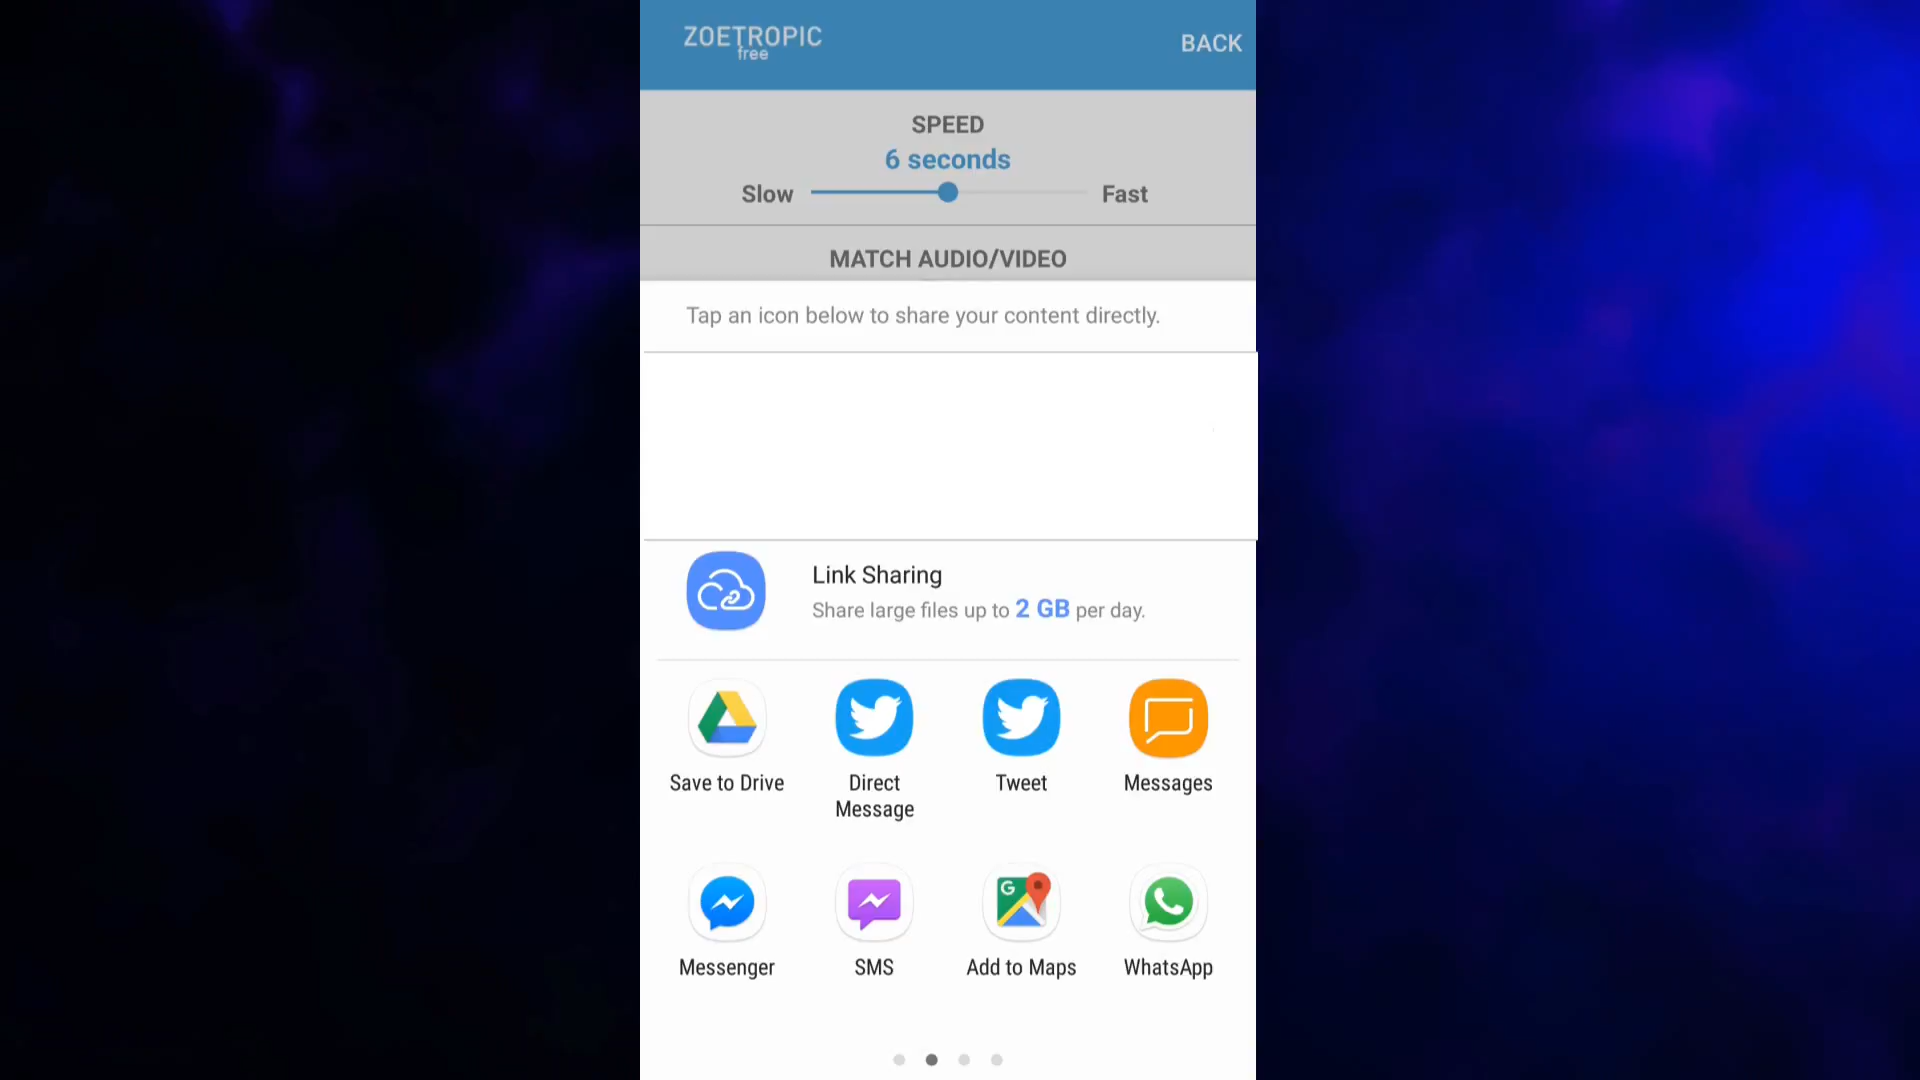 ZOETROPIC
free
BACK
SPEED
6 seconds
Slow Fast
MATCH AUDIO/VIDEO
Tap an icon below to share your content directly.
Link Sharing
Share large files up to 2 GB per day.
Save to Drive
Direct
Message
Tweet
Messages
G
Messenger
SMS
Add to Maps
WhatsApp